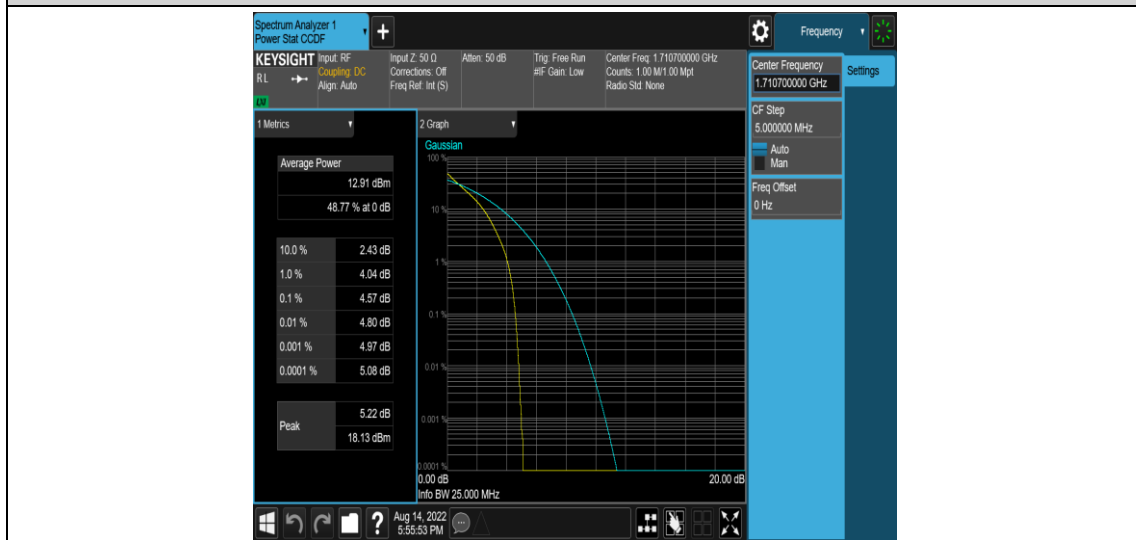 Spectrum Analyzer 1
Power Stat CCDF
+
Frequency
KEYSIGHT
RL
LXI
Input: RF
Coupling: DC
Align: Auto
Input Z: 50 Ω
Corrections: Off
Freq Ref: Int (S)
Atten: 50 dB
Trig: Free Run
#IF Gain: Low
Center Freq: 1.710700000 GHz
Counts: 1.00 M/1.00 Mpt
Radio Std: None
Center Frequency
1.710700000 GHz
Settings
CF Step
5.000000 MHz
Auto
Man
Freq Offset
0 Hz
1 Metrics
Average Power
12.91 dBm
48.77 % at 0 dB
10.0 % 2.43 dB
1.0 % 4.04 dB
0.1 % 4.57 dB
0.01 % 4.80 dB
0.001 % 4.97 dB
0.0001 % 5.08 dB
Peak
5.22 dB
18.13 dBm
2 Graph
Gaussian
100 %
10 %
1 %
0.1 %
0.01 %
0.001 %
0.0001 %
0.00 dB 20.00 dB
Info BW 25.000 MHz
?
Aug 14, 2022
5:55:53 PM